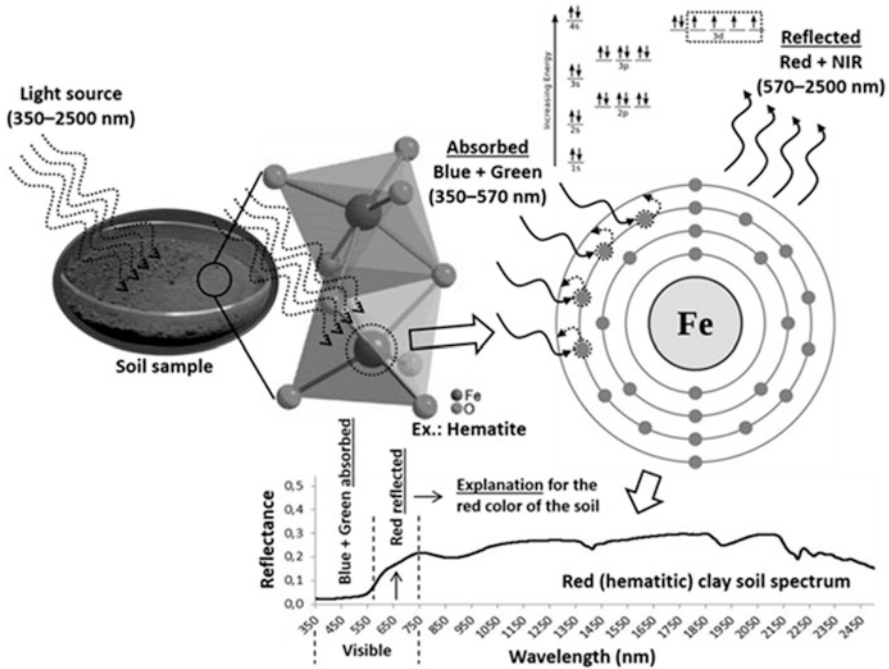 4s
3d
3p
3s
2p
2s
1s
Increasing Energy
Reflected
Red + NIR
(570–2500 nm)
Light source
(350–2500 nm)
Absorbed
Blue + Green
(350–570 nm)
Soil sample
Fe
O
Ex.: Hematite
Fe
Blue + Green absorbed
Red reflected
Explanation for the
red color of the soil
Reflectance
0,5
0,4
0,3
0,2
0,1
0,0
Red (hematitic) clay soil spectrum
350
450
550
650
750
850
950
1050
1150
1250
1350
1450
1550
1650
1750
1850
1950
2050
2150
2250
2350
2450
Visible
Wavelength (nm)